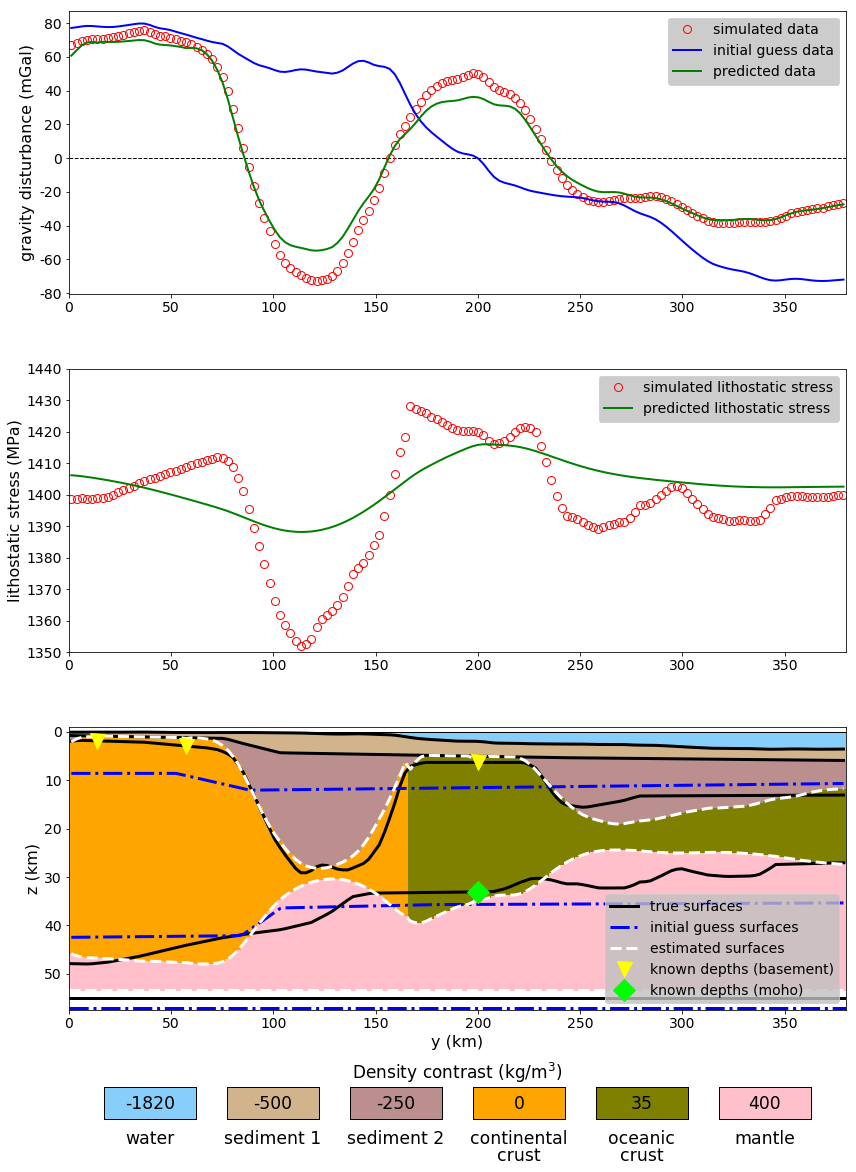 80
60
40
20
0
-20
-40
-60
-80
gravity disturbance (mGal)
simulated data
initial guess data
predicted data
0 50 100 150 200 250 300 350
1440
1430
1420
1410
1400
1390
1380
1370
1360
1350
lithostatic stress (MPa)
simulated lithostatic stress
predicted lithostatic stress
0 50 100 150 200 250 300 350
0
10
20
30
40
50
z (km)
true surfaces
initial guess surfaces
estimated surfaces
known depths (basement)
known depths (moho)
0 50 100 150 200 250 300 350
y (km)
Density contrast (kg/m³)
-1820 -500 -250 0 35 400
water sediment 1 sediment 2 continental oceanic mantle
crust crust